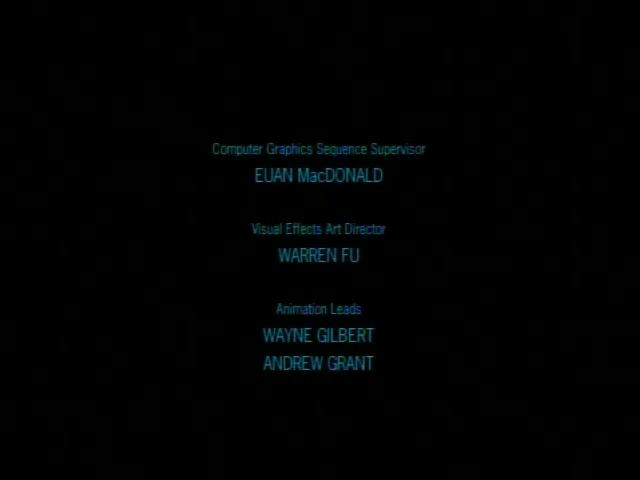 Computer Graphics Sequence Supervisor
EUAN MacDONALD
Visual Effects Art Director
WARREN FU
Animation Leads
WAYNE GILBERT
ANDREW GRANT